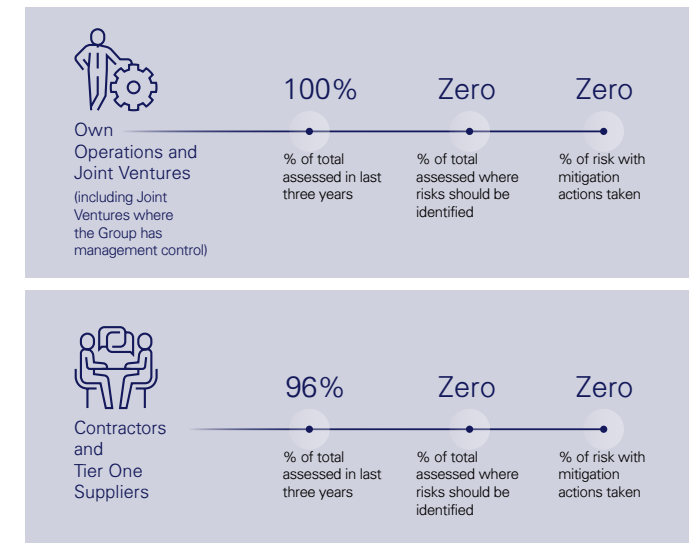 100%
Zero
Zero
Own
Operations and
Joint Ventures
(including Joint
Ventures where
the Group has
management control)
% of total
assessed in last
three years
% of total
assessed where
risks should be
identified
% of risk with
mitigation
actions taken
96%
Zero
Zero
Contractors
and
Tier One
Suppliers
% of total
assessed in last
three years
% of total
assessed where
risks should be
identified
% of risk with
mitigation
actions taken